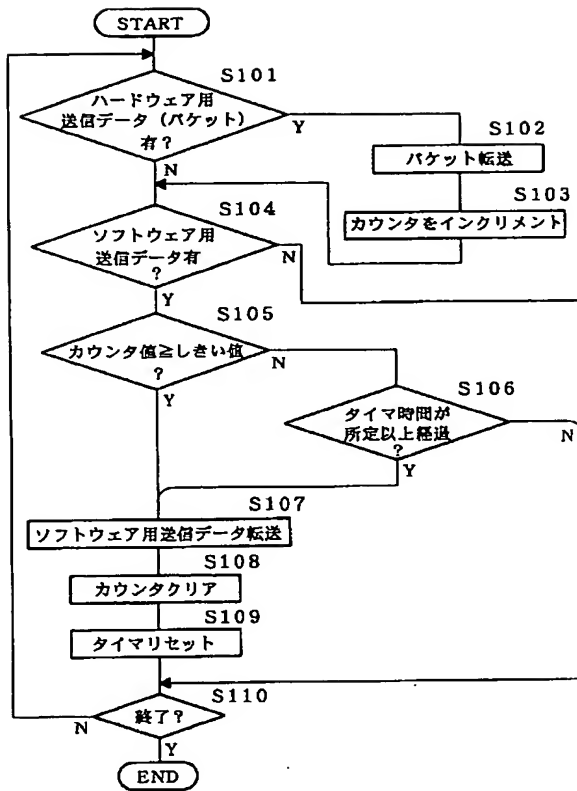 START
S101
ハードウェア用
送信データ(パケット)
有?
Y
N
S102
パケット転送
S103
カウンタをインクリメント
S104
ソフトウェア用
送信データ有
?
N
Y
S105
カウンタ値≧しきい値
?
N
Y
S106
タイマ時間が
所定以上経過
?
N
Y
S107
ソフトウェア用送信データ転送
S108
カウンタクリア
S109
タイマリセット
S110
終了?
N
Y
END